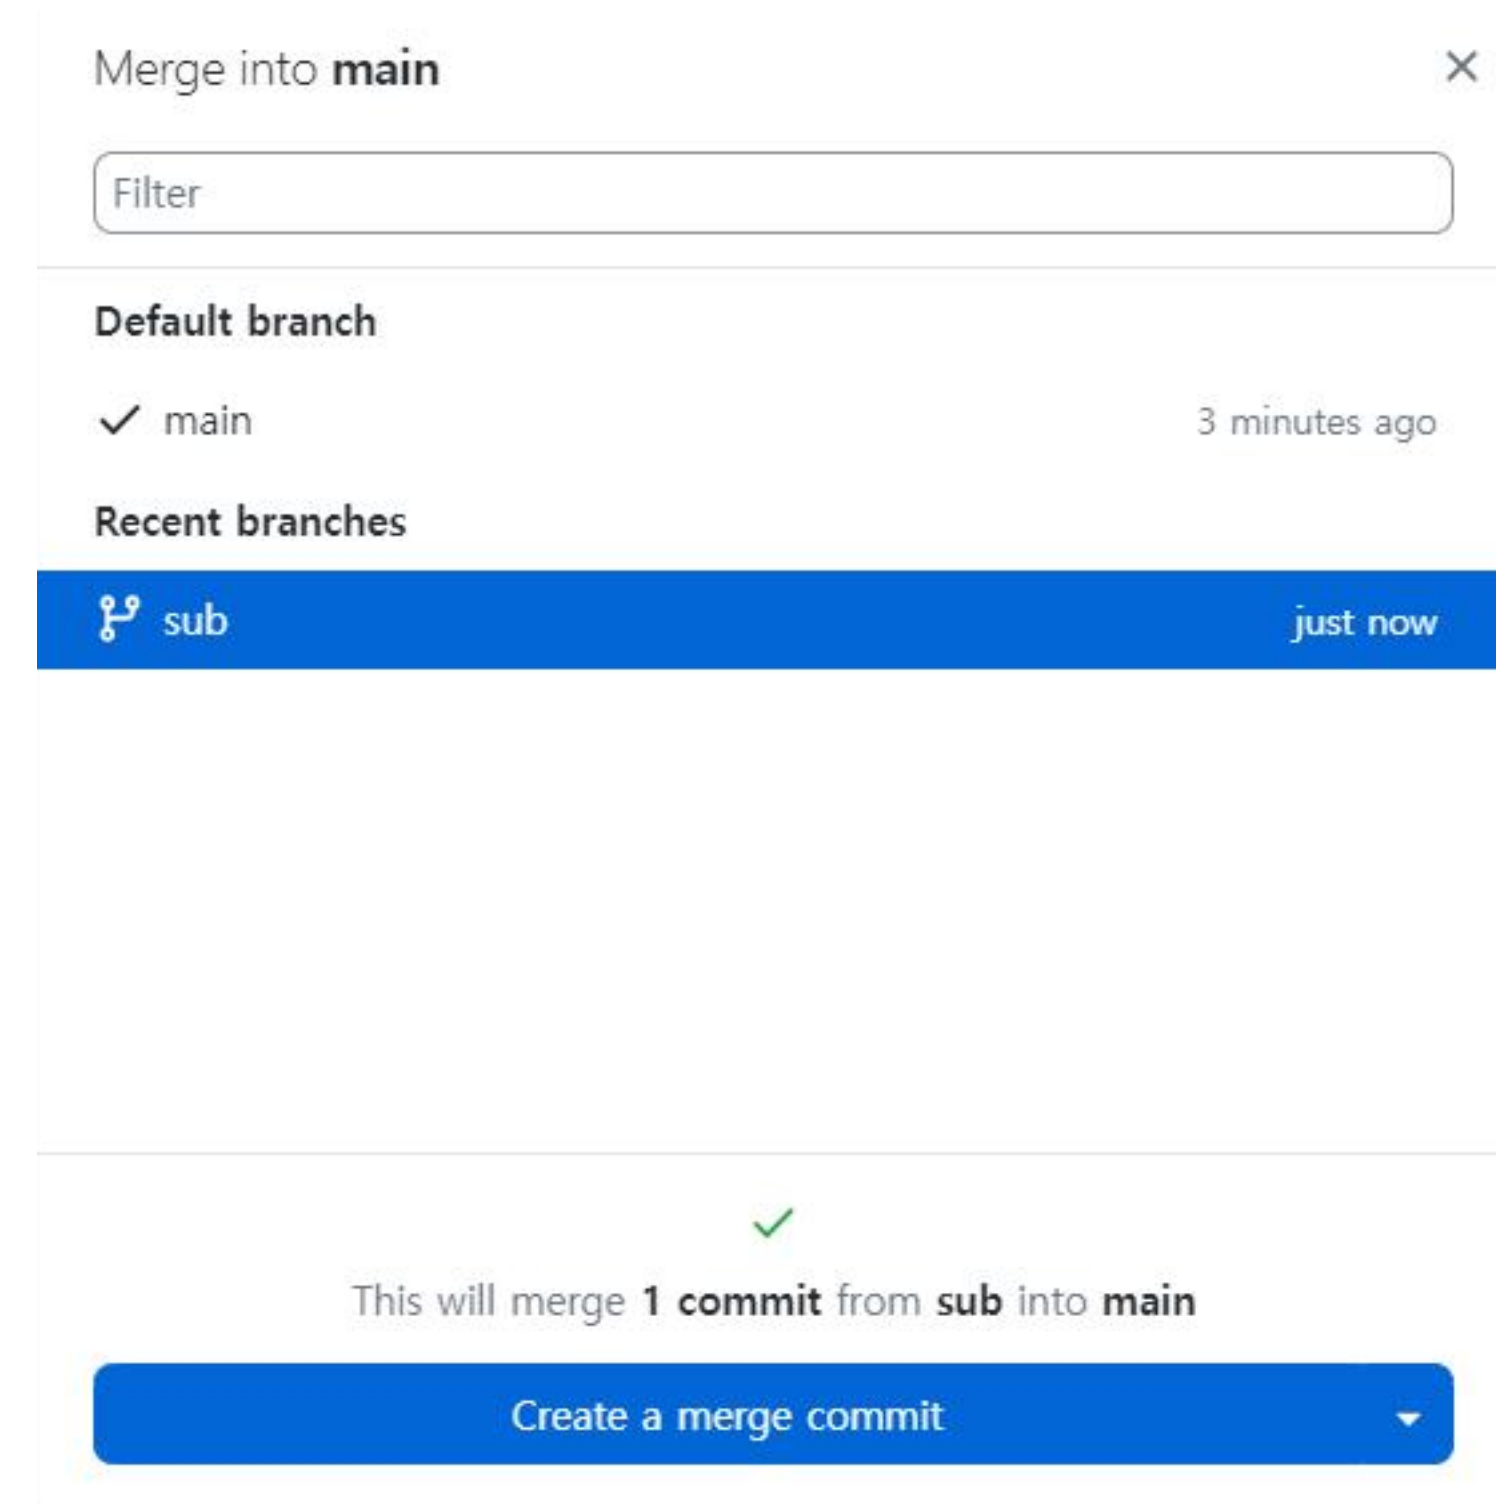 Merge into main
Filter
Default branch
main 3 minutes ago
Recent branches
sub just now
This will merge 1 commit from sub into main
Create a merge commit